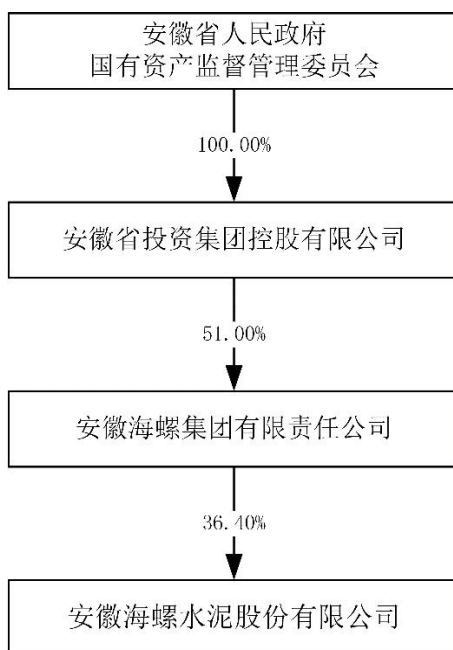 安徽省人民政府
国有资产监督管理委员会
100.00%
安徽省投资集团控股有限公司
51.00%
安徽海螺集团有限责任公司
36.40%
安徽海螺水泥股份有限公司